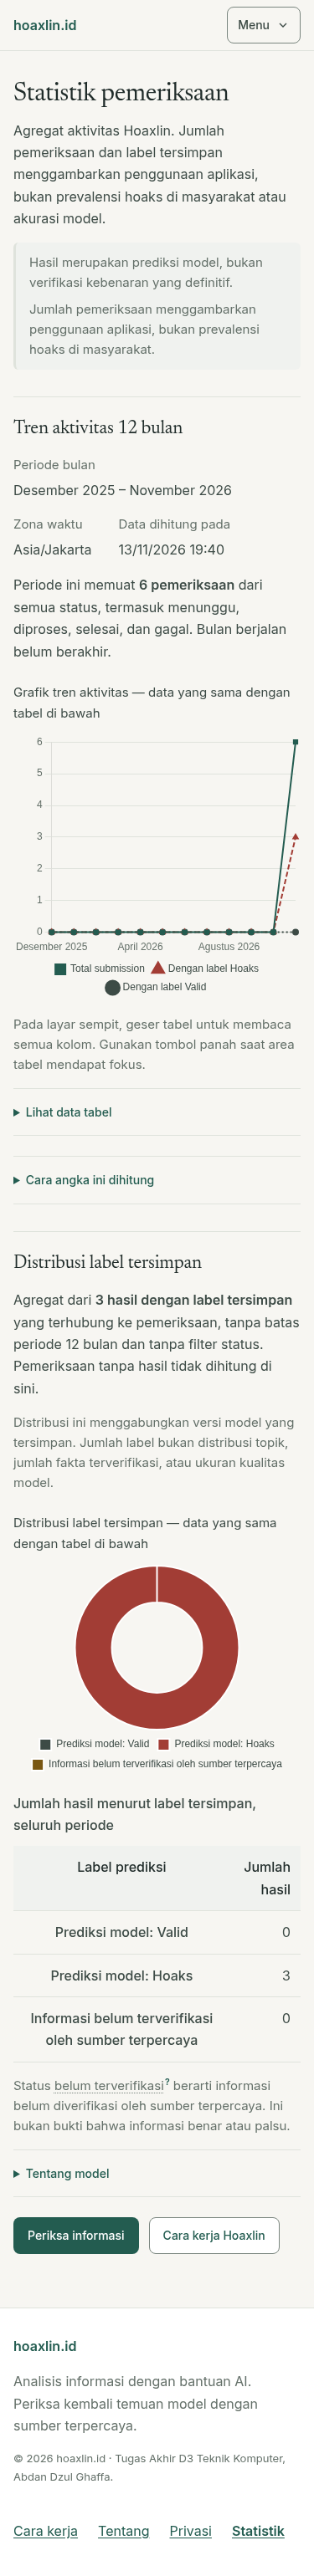 hoaxlin.id
Menu
Statistik pemeriksaan
Agregat aktivitas Hoaxlin. Jumlah
pemeriksaan dan label tersimpan
menggambarkan penggunaan aplikasi,
bukan prevalensi hoaks di masyarakat atau
akurasi model.
Hasil merupakan prediksi model, bukan
verifikasi kebenaran yang definitif.
Jumlah pemeriksaan menggambarkan
penggunaan aplikasi, bukan prevalensi
hoaks di masyarakat.
Tren aktivitas 12 bulan
Periode bulan
Desember 2025 – November 2026
Zona waktu
Asia/Jakarta
Data dihitung pada
13/11/2026 19:40
Periode ini memuat 6 pemeriksaan dari
semua status, termasuk menunggu,
diproses, selesai, dan gagal. Bulan berjalan
belum berakhir.
Grafik tren aktivitas — data yang sama dengan
tabel di bawah
6
5
4
3
2
1
0
Desember 2025 April 2026 Agustus 2026
Total submission Dengan label Hoaks
Dengan label Valid
Pada layar sempit, geser tabel untuk membaca
semua kolom. Gunakan tombol panah saat area
tabel mendapat fokus.
Lihat data tabel
Cara angka ini dihitung
Distribusi label tersimpan
Agregat dari 3 hasil dengan label tersimpan
yang terhubung ke pemeriksaan, tanpa batas
periode 12 bulan dan tanpa filter status.
Pemeriksaan tanpa hasil tidak dihitung di
sini.
Distribusi ini menggabungkan versi model yang
tersimpan. Jumlah label bukan distribusi topik,
jumlah fakta terverifikasi, atau ukuran kualitas
model.
Distribusi label tersimpan — data yang sama
dengan tabel di bawah
Prediksi model: Valid Prediksi model: Hoaks
Informasi belum terverifikasi oleh sumber terpercaya
Jumlah hasil menurut label tersimpan,
seluruh periode
Label prediksi Jumlah
hasil
Prediksi model: Valid 0
Prediksi model: Hoaks 3
Informasi belum terverifikasi 0
oleh sumber terpercaya
Status belum terverifikasi? berarti informasi
belum diverifikasi oleh sumber terpercaya. Ini
bukan bukti bahwa informasi benar atau palsu.
Tentang model
Periksa informasi
Cara kerja Hoaxlin
hoaxlin.id
Analisis informasi dengan bantuan AI.
Periksa kembali temuan model dengan
sumber terpercaya.
© 2026 hoaxlin.id · Tugas Akhir D3 Teknik Komputer,
Abdan Dzul Ghaffa.
Cara kerja Tentang Privasi Statistik